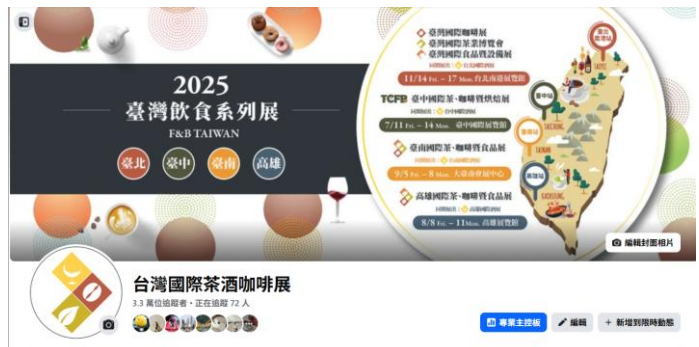 2025
臺灣飲食系列展
F&B TAIWAN
臺北
臺中
臺南
高雄
臺灣國際咖啡展
臺灣國際茶業博覽會
臺灣國際食品暨設備展
11/14 Fri. - 17 Mon. 台北南港展覽館
TCFB 臺中國際茶、咖啡暨烘焙展
7/11 Fri. - 14 Mon. 臺中國際展覽館
臺南國際茶、咖啡暨食品展
9/5 Fri. - 8 Mon. 大臺南會展中心
高雄國際茶、咖啡暨食品展
8/8 Fri. - 11 Mon. 高雄展覽館
臺中站
臺南站
高雄站
TAICHUNG
TAINAN
KAOHSIUNG
編輯封面相片
台灣國際茶酒咖啡展
3.3 萬位追蹤者 · 正在追蹤 72 人
專業主控板
編輯
+ 新增到限時動態